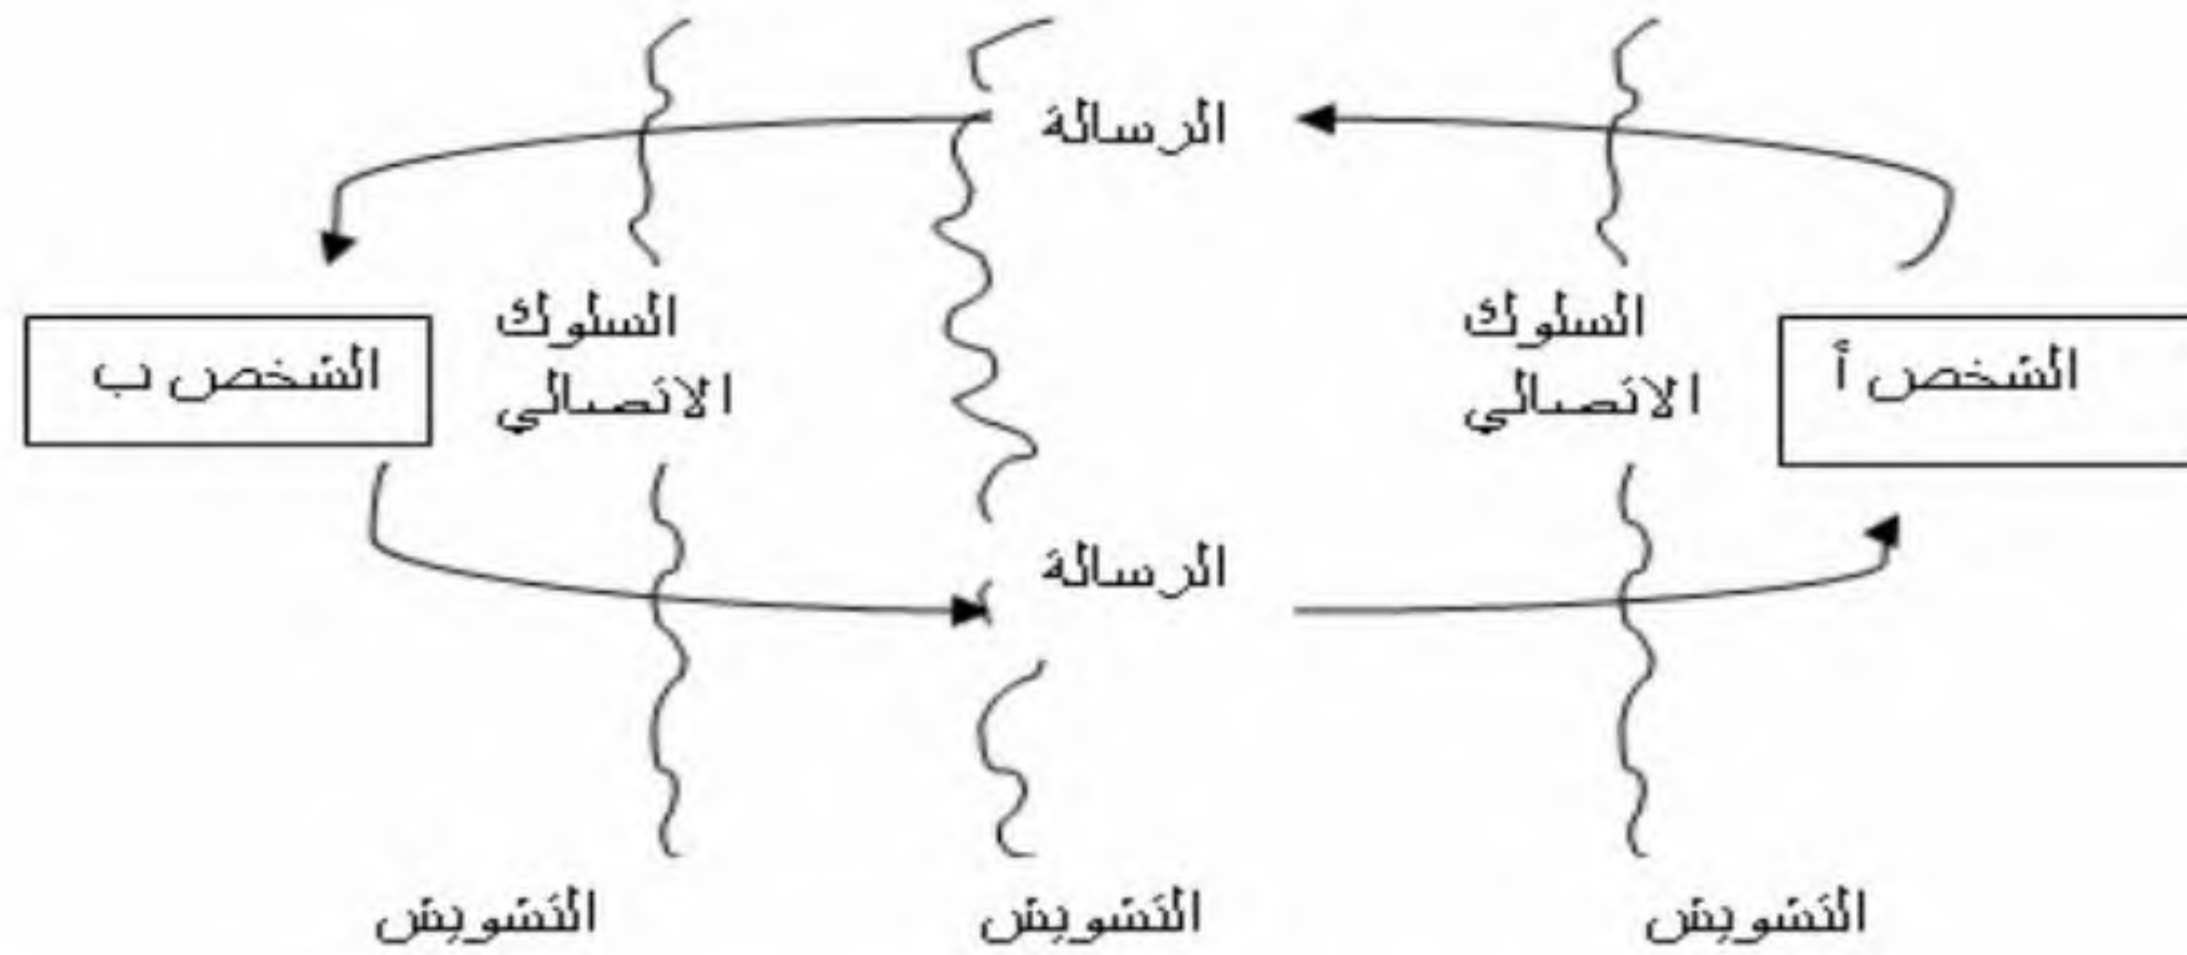 الرسالة
السلوك
الاتصالي
السلوك
الاتصالي
الشخص أ
الشخص ب
الرسالة
التشويش
التشويش
التشويش